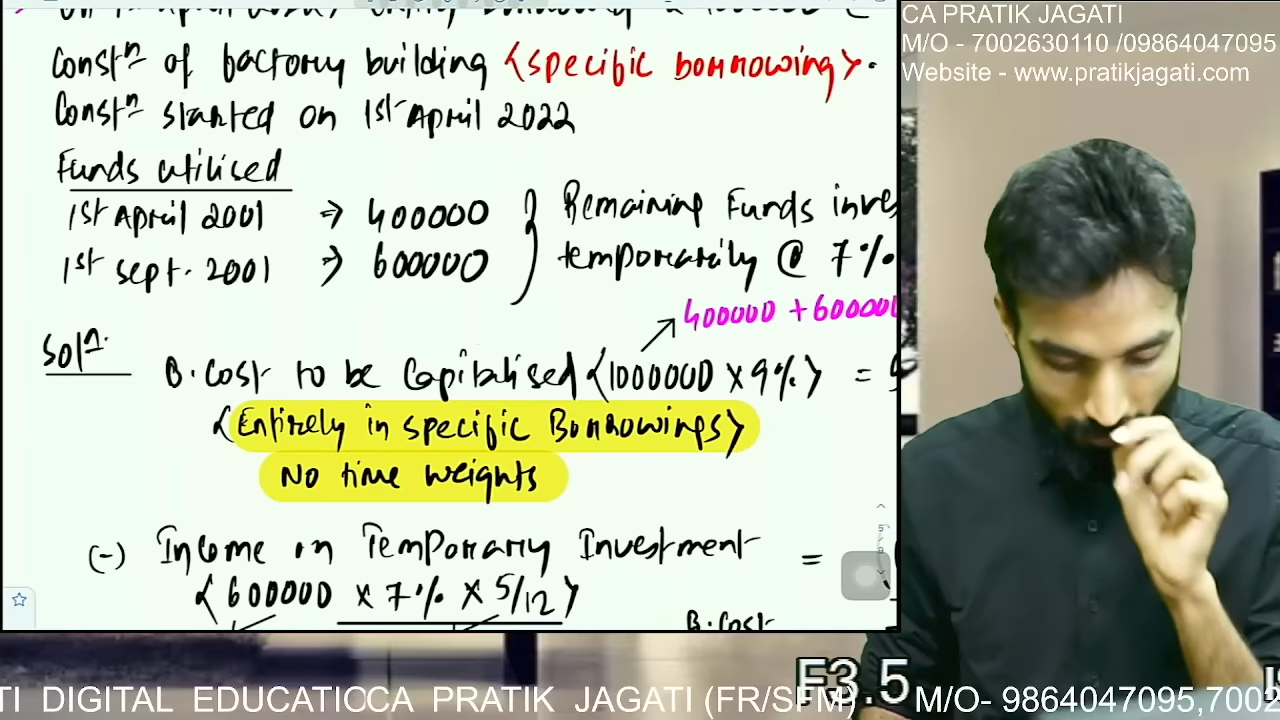 Constn of factory building <specific borrowing>.
Constn started on 1st April 2022
Funds utilised
1st April 2001 ⇒ 400000
1st sept. 2001 ⇒ 600000
Remaining Funds inves
temporarily @ 7%.
400000 + 600000
Soln.
B. Cost to be Capitalised <1000000 x 9%> =
<Entirely in specific Borrowings>
No time weights
(-) Income on Temporary Investment =
<600000 x 7% x 5/12>
B. Cost
CA PRATIK JAGATI
M/O - 7002630110 /09864047095
Website - www.pratikjagati.com
F3.5
TI DIGITAL EDUCATIOCA PRATIK JAGATI (FR/SFM) M/O- 9864047095,7002